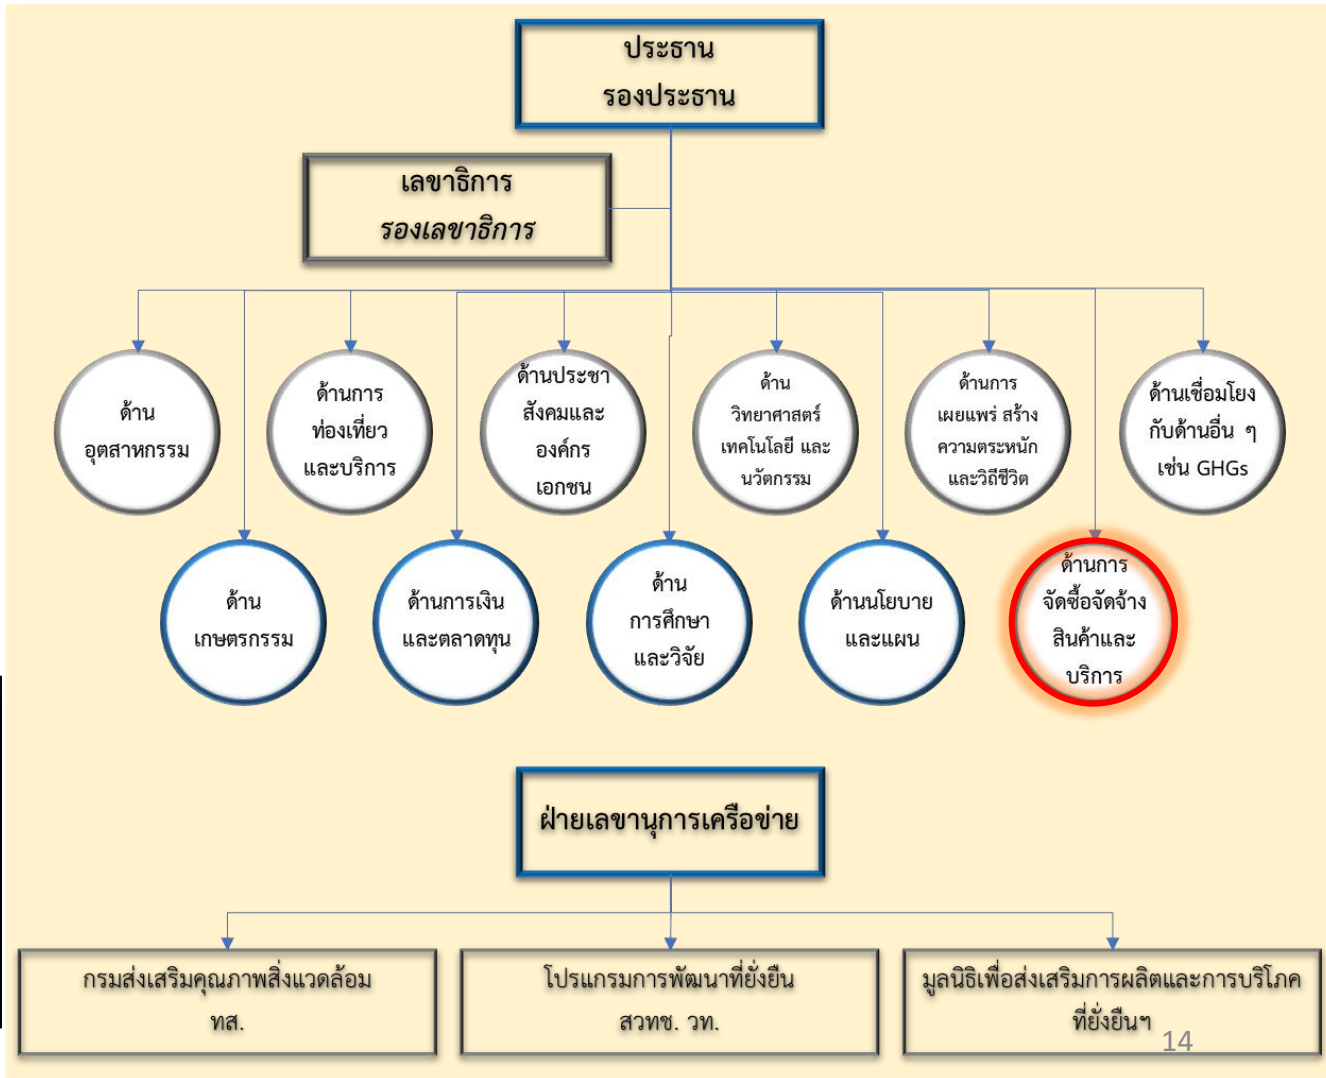 ประธาน
รองประธาน
เลขาธิการ
รองเลขาธิการ
ด้าน
อุตสาหกรรม
ด้านการ
ท่องเที่ยว
และบริการ
ด้านประชา
สังคมและ
องค์กร
เอกชน
ด้าน
วิทยาศาสตร์
เทคโนโลยี และ
นวัตกรรม
ด้านการ
เผยแพร่ สร้าง
ความตระหนัก
และวิถีชีวิต
ด้านเชื่อมโยง
กับด้านอื่น ๆ
เช่น GHGs
ด้าน
เกษตรกรรม
ด้านการเงิน
และตลาดทุน
ด้าน
การศึกษา
และวิจัย
ด้านนโยบาย
และแผน
ด้านการ
จัดซื้อจัดจ้าง
สินค้าและ
บริการ
ฝ่ายเลขานุการเครือข่าย
กรมส่งเสริมคุณภาพสิ่งแวดล้อม
ทส.
โปรแกรมการพัฒนาที่ยั่งยืน
สวทช. วท.
มูลนิธิเพื่อส่งเสริมการผลิตและการบริโภค
ที่ยั่งยืนฯ
14